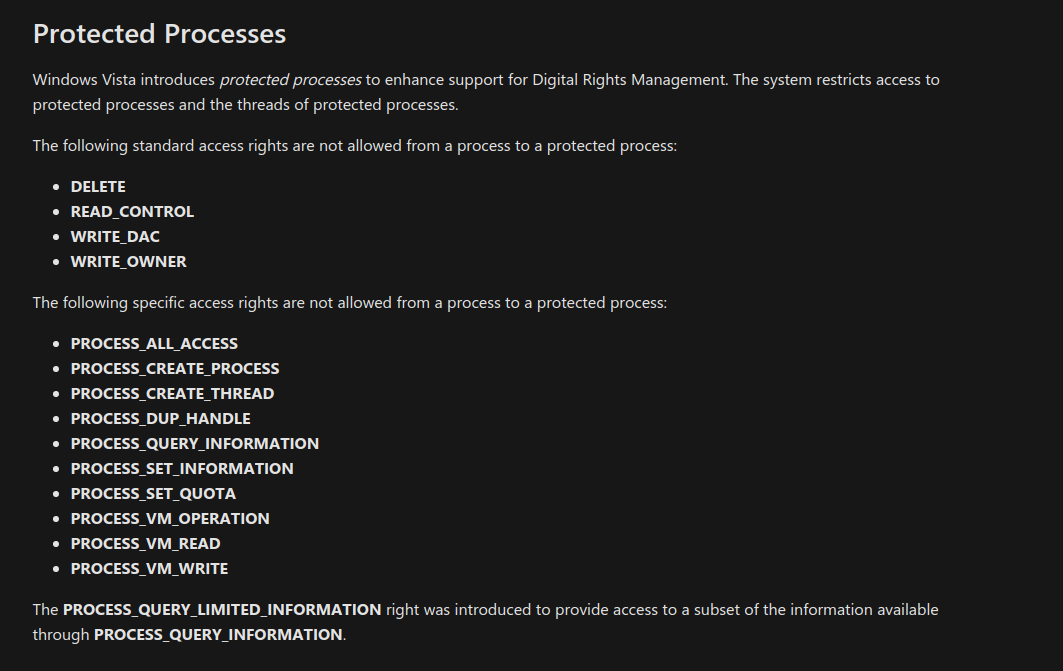 Protected Processes
Windows Vista introduces protected processes to enhance support for Digital Rights Management. The system restricts access to
protected processes and the threads of protected processes.
The following standard access rights are not allowed from a process to a protected process:
• DELETE
• READ_CONTROL
• WRITE_DAC
• WRITE_OWNER
The following specific access rights are not allowed from a process to a protected process:
• PROCESS_ALL_ACCESS
• PROCESS_CREATE_PROCESS
• PROCESS_CREATE_THREAD
• PROCESS_DUP_HANDLE
• PROCESS_QUERY_INFORMATION
• PROCESS_SET_INFORMATION
• PROCESS_SET_QUOTA
• PROCESS_VM_OPERATION
• PROCESS_VM_READ
• PROCESS_VM_WRITE
The PROCESS_QUERY_LIMITED_INFORMATION right was introduced to provide access to a subset of the information available
through PROCESS_QUERY_INFORMATION.